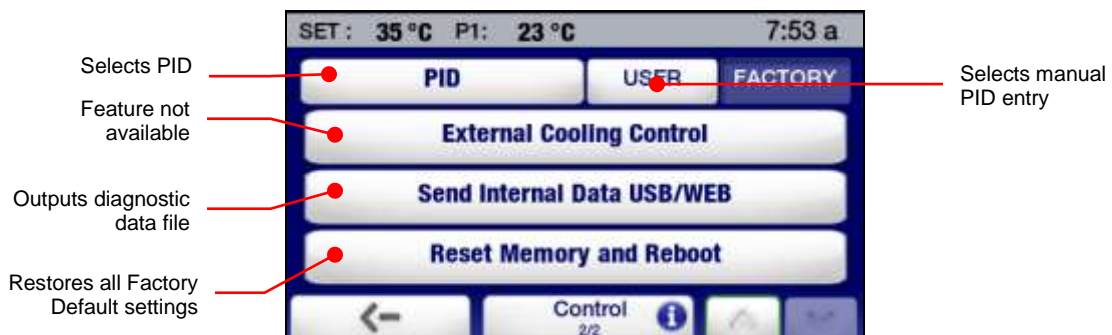 SET : 35 °C P1: 23 °C 7:53 a
Selects PID
PID USER FACTORY
Selects manual
PID entry
Feature not
available
External Cooling Control
Outputs diagnostic
data file
Send Internal Data USB/WEB
Restores all Factory
Default settings
Reset Memory and Reboot
Control
2/2